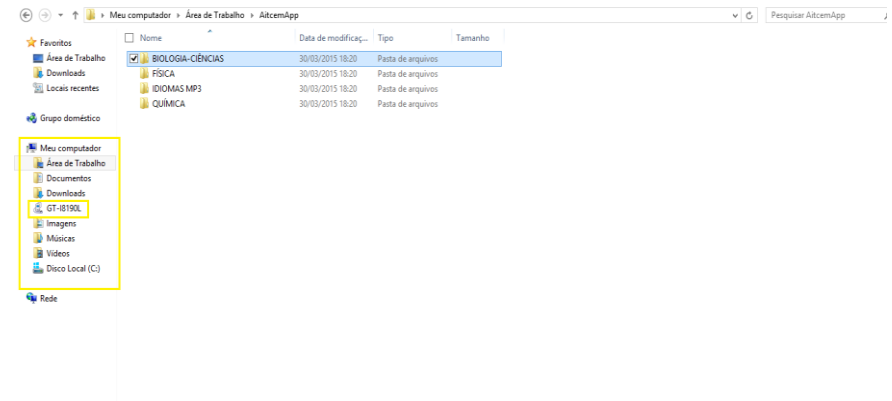 Meu computador Área de Trabalho AitcemApp
Pesquisar AitcemApp
Favoritos
Área de Trabalho
Downloads
Locais recentes
Grupo doméstico
Meu computador
Área de Trabalho
Documentos
Downloads
GT-I8190L
Imagens
Músicas
Vídeos
Disco Local (C:)
Rede
Nome Data de modificaç... Tipo Tamanho
BIOLOGIA-CIÊNCIAS 30/03/2015 18:20 Pasta de arquivos
FÍSICA 30/03/2015 18:20 Pasta de arquivos
IDIOMAS MP3 30/03/2015 18:20 Pasta de arquivos
QUÍMICA 30/03/2015 18:20 Pasta de arquivos